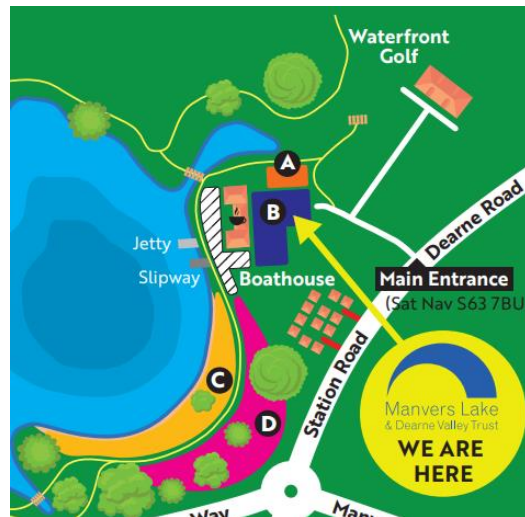 Waterfront
Golf
A
B
Dearne Road
Jetty
Slipway
Boathouse
Main Entrance
(Sat Nav S63 7BU
Station Road
C
D
Manvers Lake
& Dearne Valley Trust
WE ARE
HERE
Way
Man